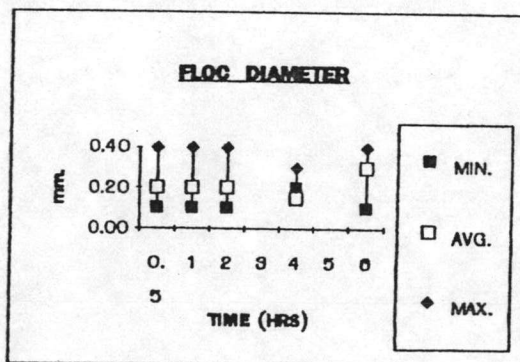 FLOC DIAMETER
0.40
0.20
0.00
mm.
0. 1 2 3 4 5 6
5
TIME (HRS)
MIN.
AVG.
MAX.